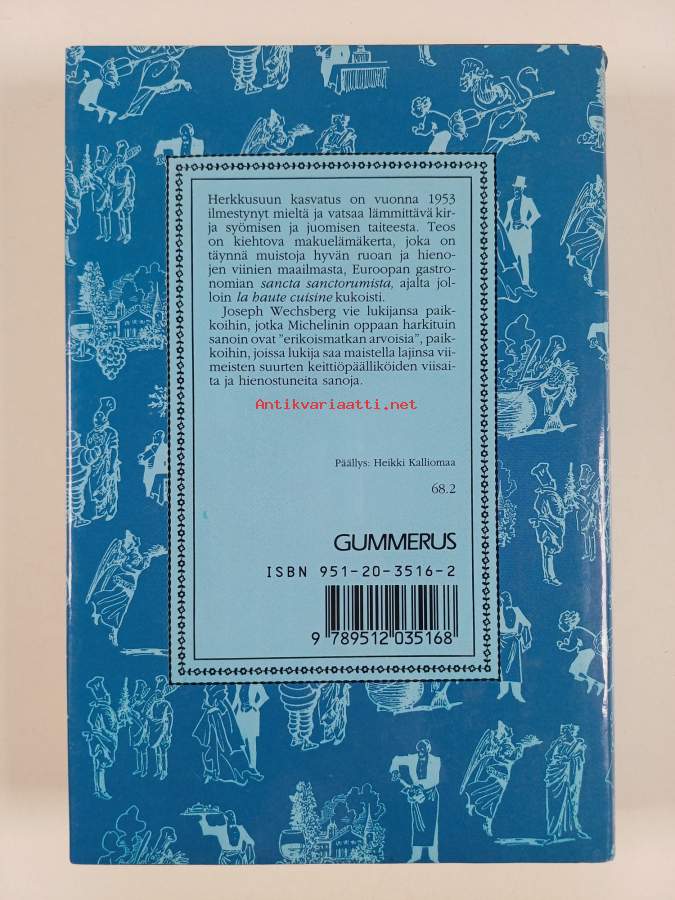 Herkkusuun kasvatus on vuonna 1953
ilmestynyt mieltä ja vatsaa lämmittävä kir-
ja syömisen ja juomisen taiteesta. Teos
on kiehtova makuelämäkerta, joka on
täynnä muistoja hyvän ruoan ja hieno-
jen viinien maailmasta, Euroopan gastro-
nomian sancta sanctorumista, ajalta jol-
loin la haute cuisine kukoisti.
Joseph Wechsberg vie lukijansa paik-
koihin, jotka Michelinin oppaan harkituin
sanoin ovat "erikoismatkan arvoisia", paik-
koihin, joissa lukija saa maistella lajinsa vii-
meisten suurten keittiöpäälliköiden viisai-
ta ja hienostuneita sanoja.
Antikvariaatti.net
Päällys: Heikki Kalliomaa
68.2
GUMMERUS
ISBN 951-20-3516-2
9 789512 035168